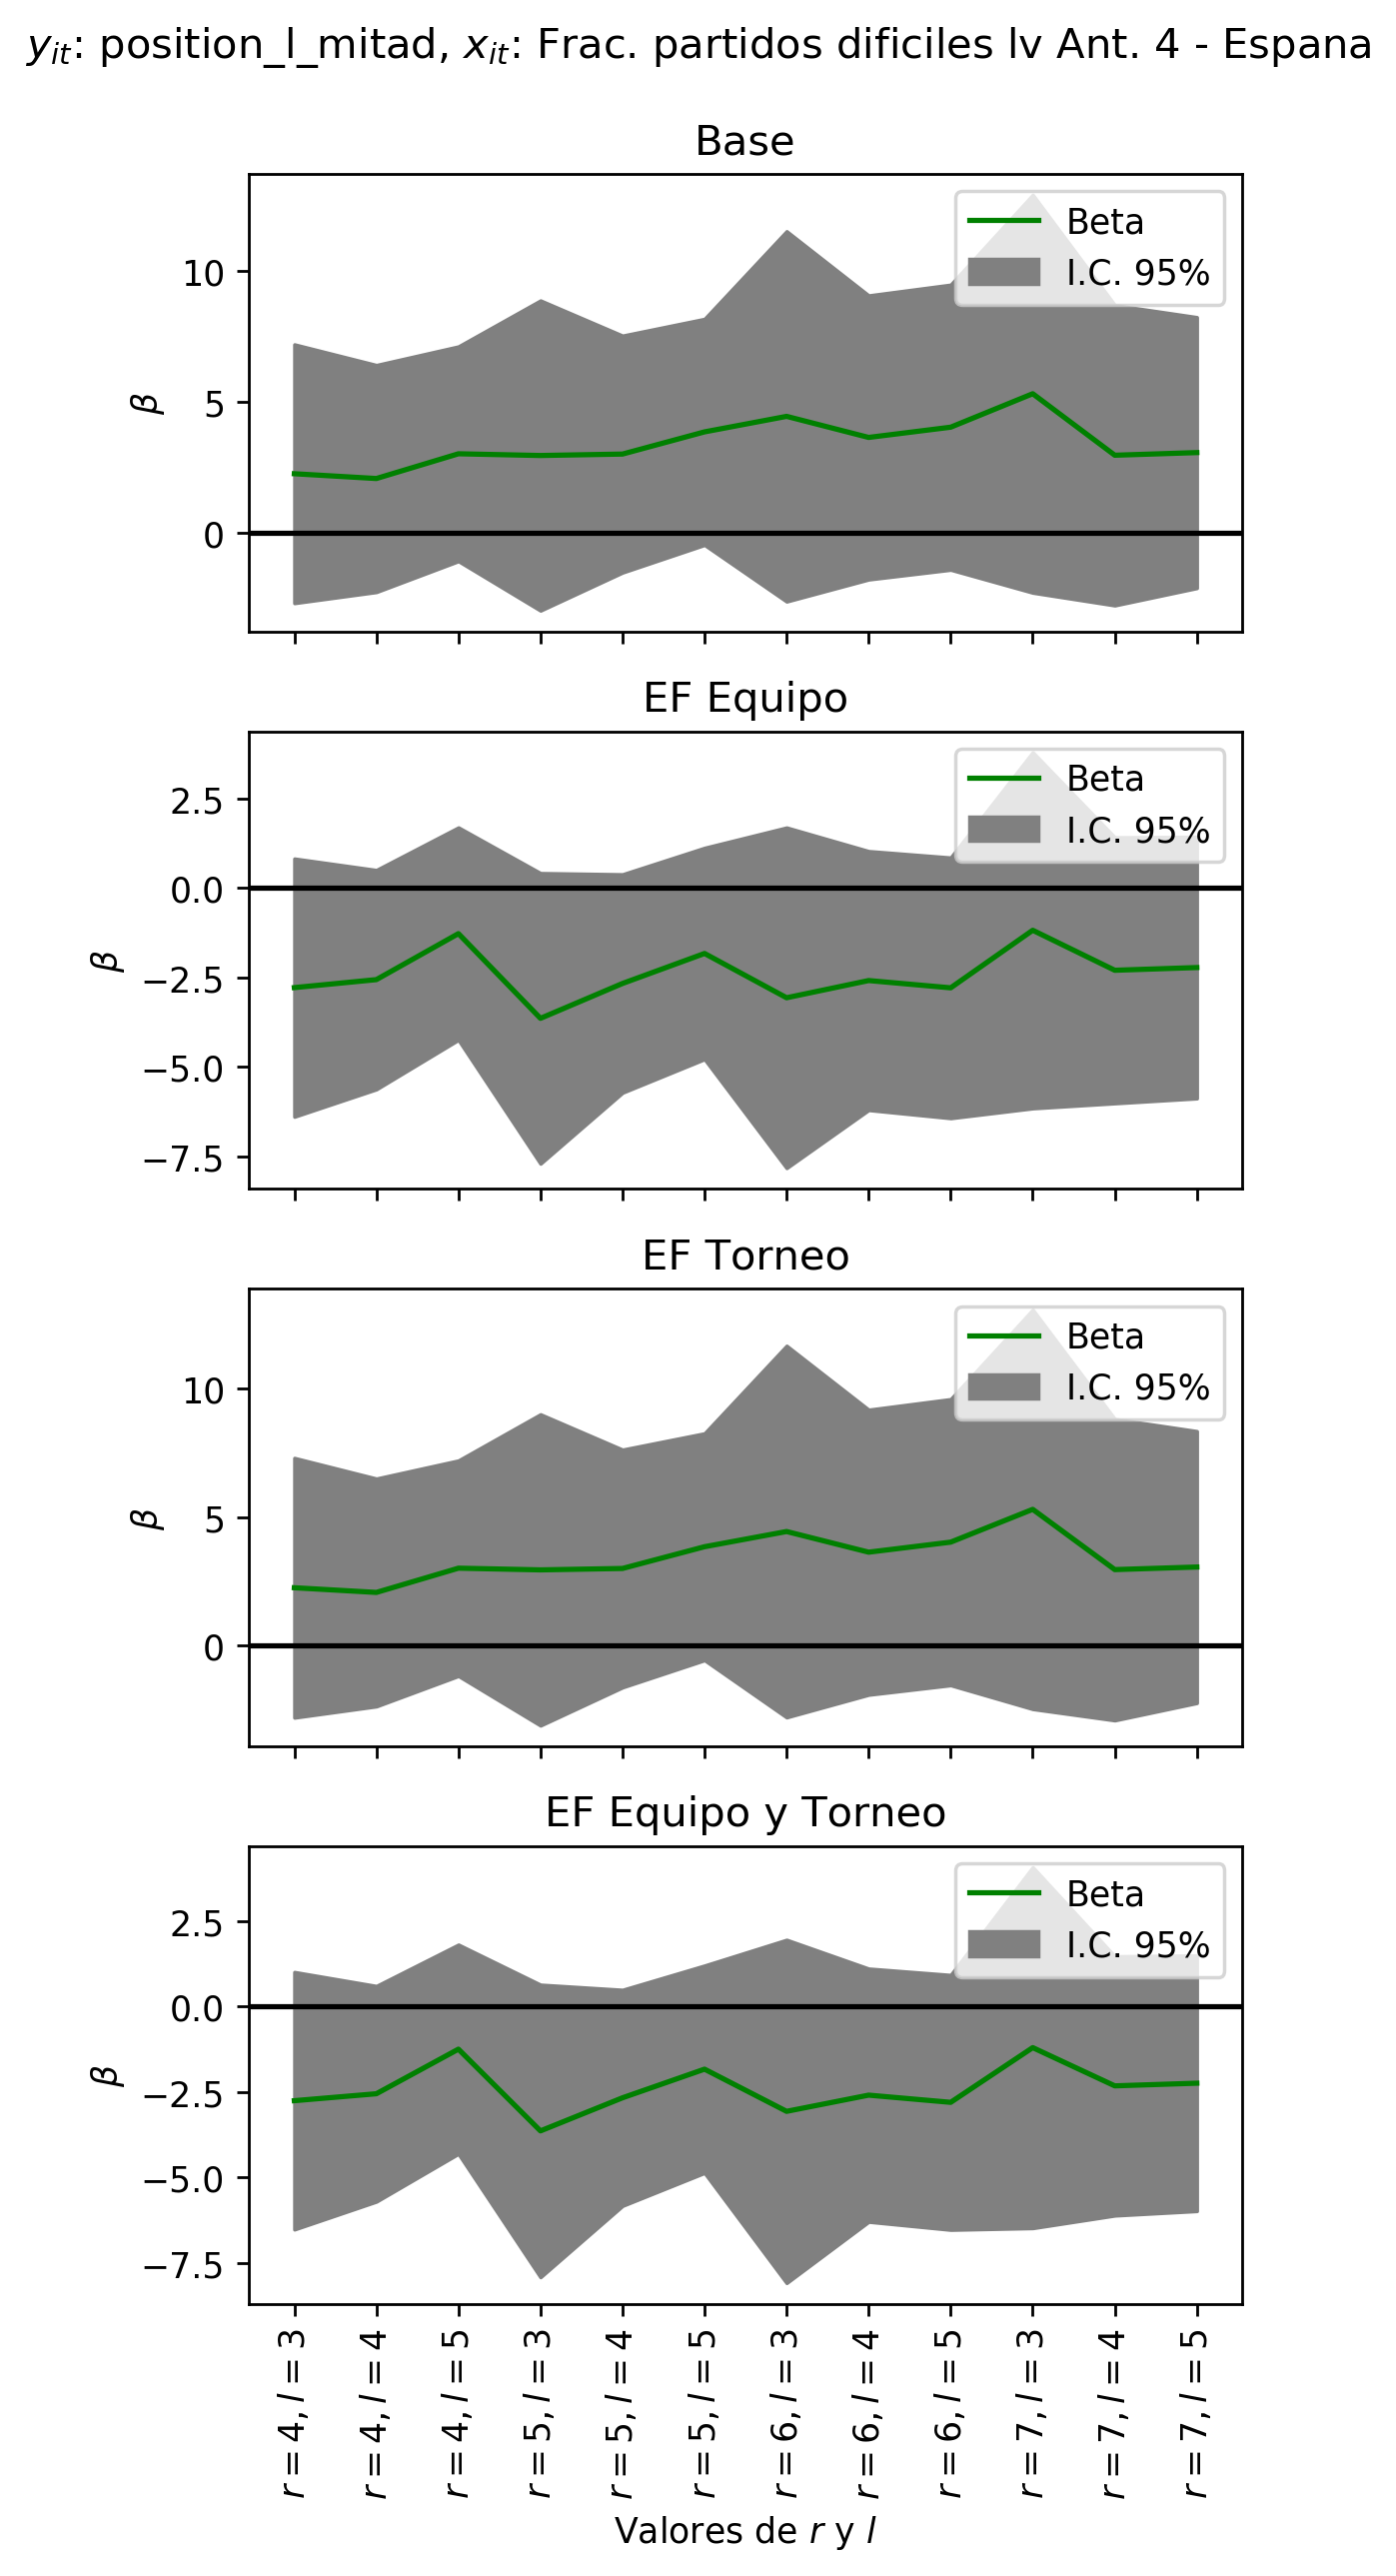 y_it: position_l_mitad, x_it: Frac. partidos dificiles lv Ant. 4 - Espana
Base
Beta
I.C. 95%
10
5
0
β
EF Equipo
Beta
I.C. 95%
2.5
0.0
−2.5
−5.0
−7.5
β
EF Torneo
Beta
I.C. 95%
10
5
0
β
EF Equipo y Torneo
Beta
I.C. 95%
2.5
0.0
−2.5
−5.0
−7.5
β
r = 4, l = 3
r = 4, l = 4
r = 4, l = 5
r = 5, l = 3
r = 5, l = 4
r = 5, l = 5
r = 6, l = 3
r = 6, l = 4
r = 6, l = 5
r = 7, l = 3
r = 7, l = 4
r = 7, l = 5
Valores de r y l